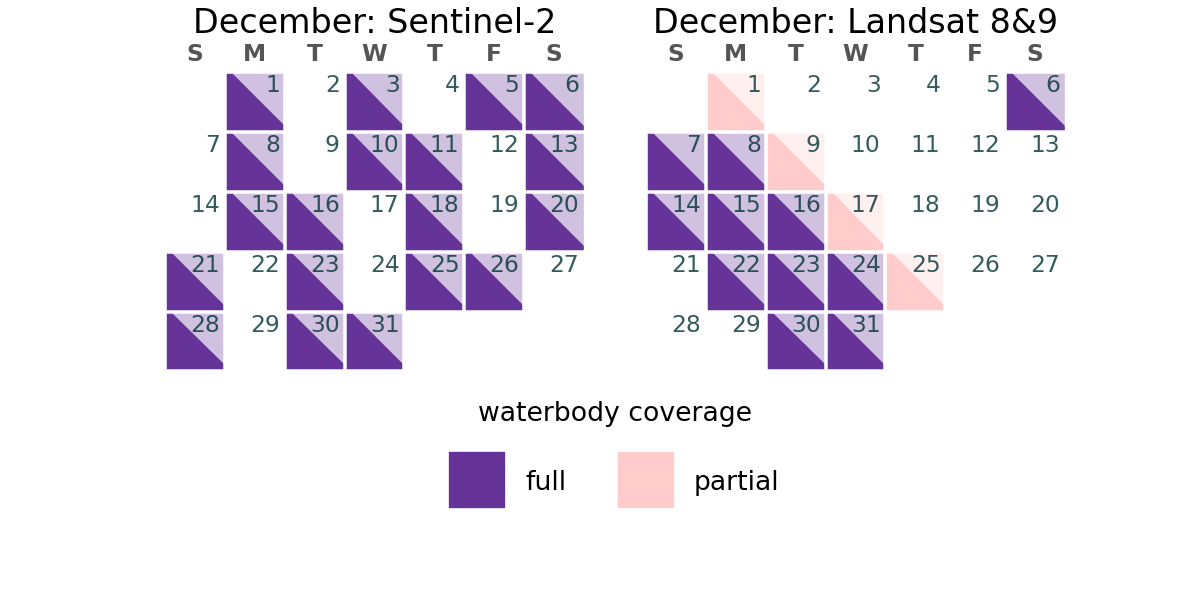 December: Sentinel-2
S M T W T F S
1 2 3 4 5 6
7 8 9 10 11 12 13
14 15 16 17 18 19 20
21 22 23 24 25 26 27
28 29 30 31
December: Landsat 8&9
S M T W T F S
1 2 3 4 5 6
7 8 9 10 11 12 13
14 15 16 17 18 19 20
21 22 23 24 25 26 27
28 29 30 31
waterbody coverage
full partial